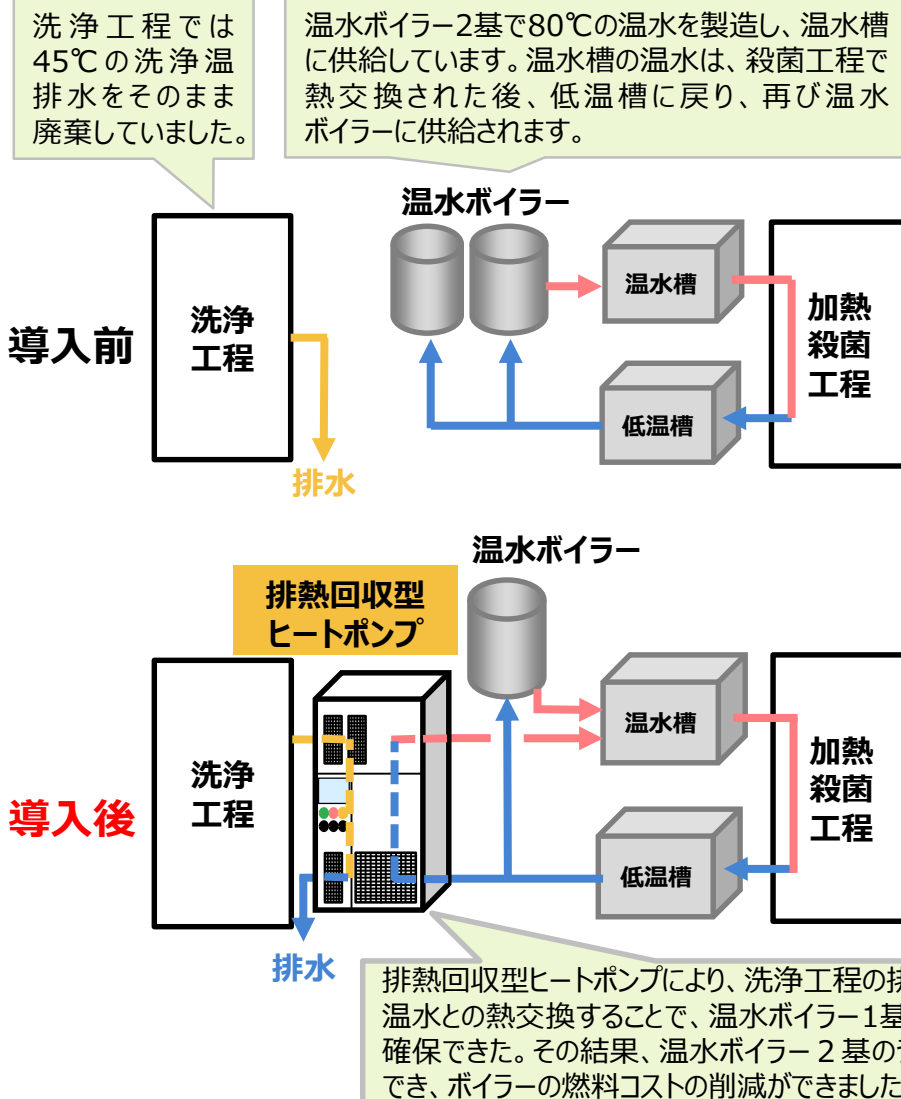 洗浄工程では
45℃の洗浄温
排水をそのまま
廃棄していました。
温水ボイラー2基で80℃の温水を製造し、温水槽
に供給しています。温水槽の温水は、殺菌工程で
熱交換された後、低温槽に戻り、再び温水
ボイラーに供給されます。
導入前
洗浄
工程
排水
温水ボイラー
温水槽
低温槽
加熱
殺菌
工程
導入後
洗浄
工程
排熱回収型
ヒートポンプ
排水
温水ボイラー
温水槽
低温槽
加熱
殺菌
工程
排熱回収型ヒートポンプにより、洗浄工程の
温水との熱交換することで、温水ボイラー1基
確保できた。その結果、温水ボイラー２基の
でき、ボイラーの燃料コストの削減ができました